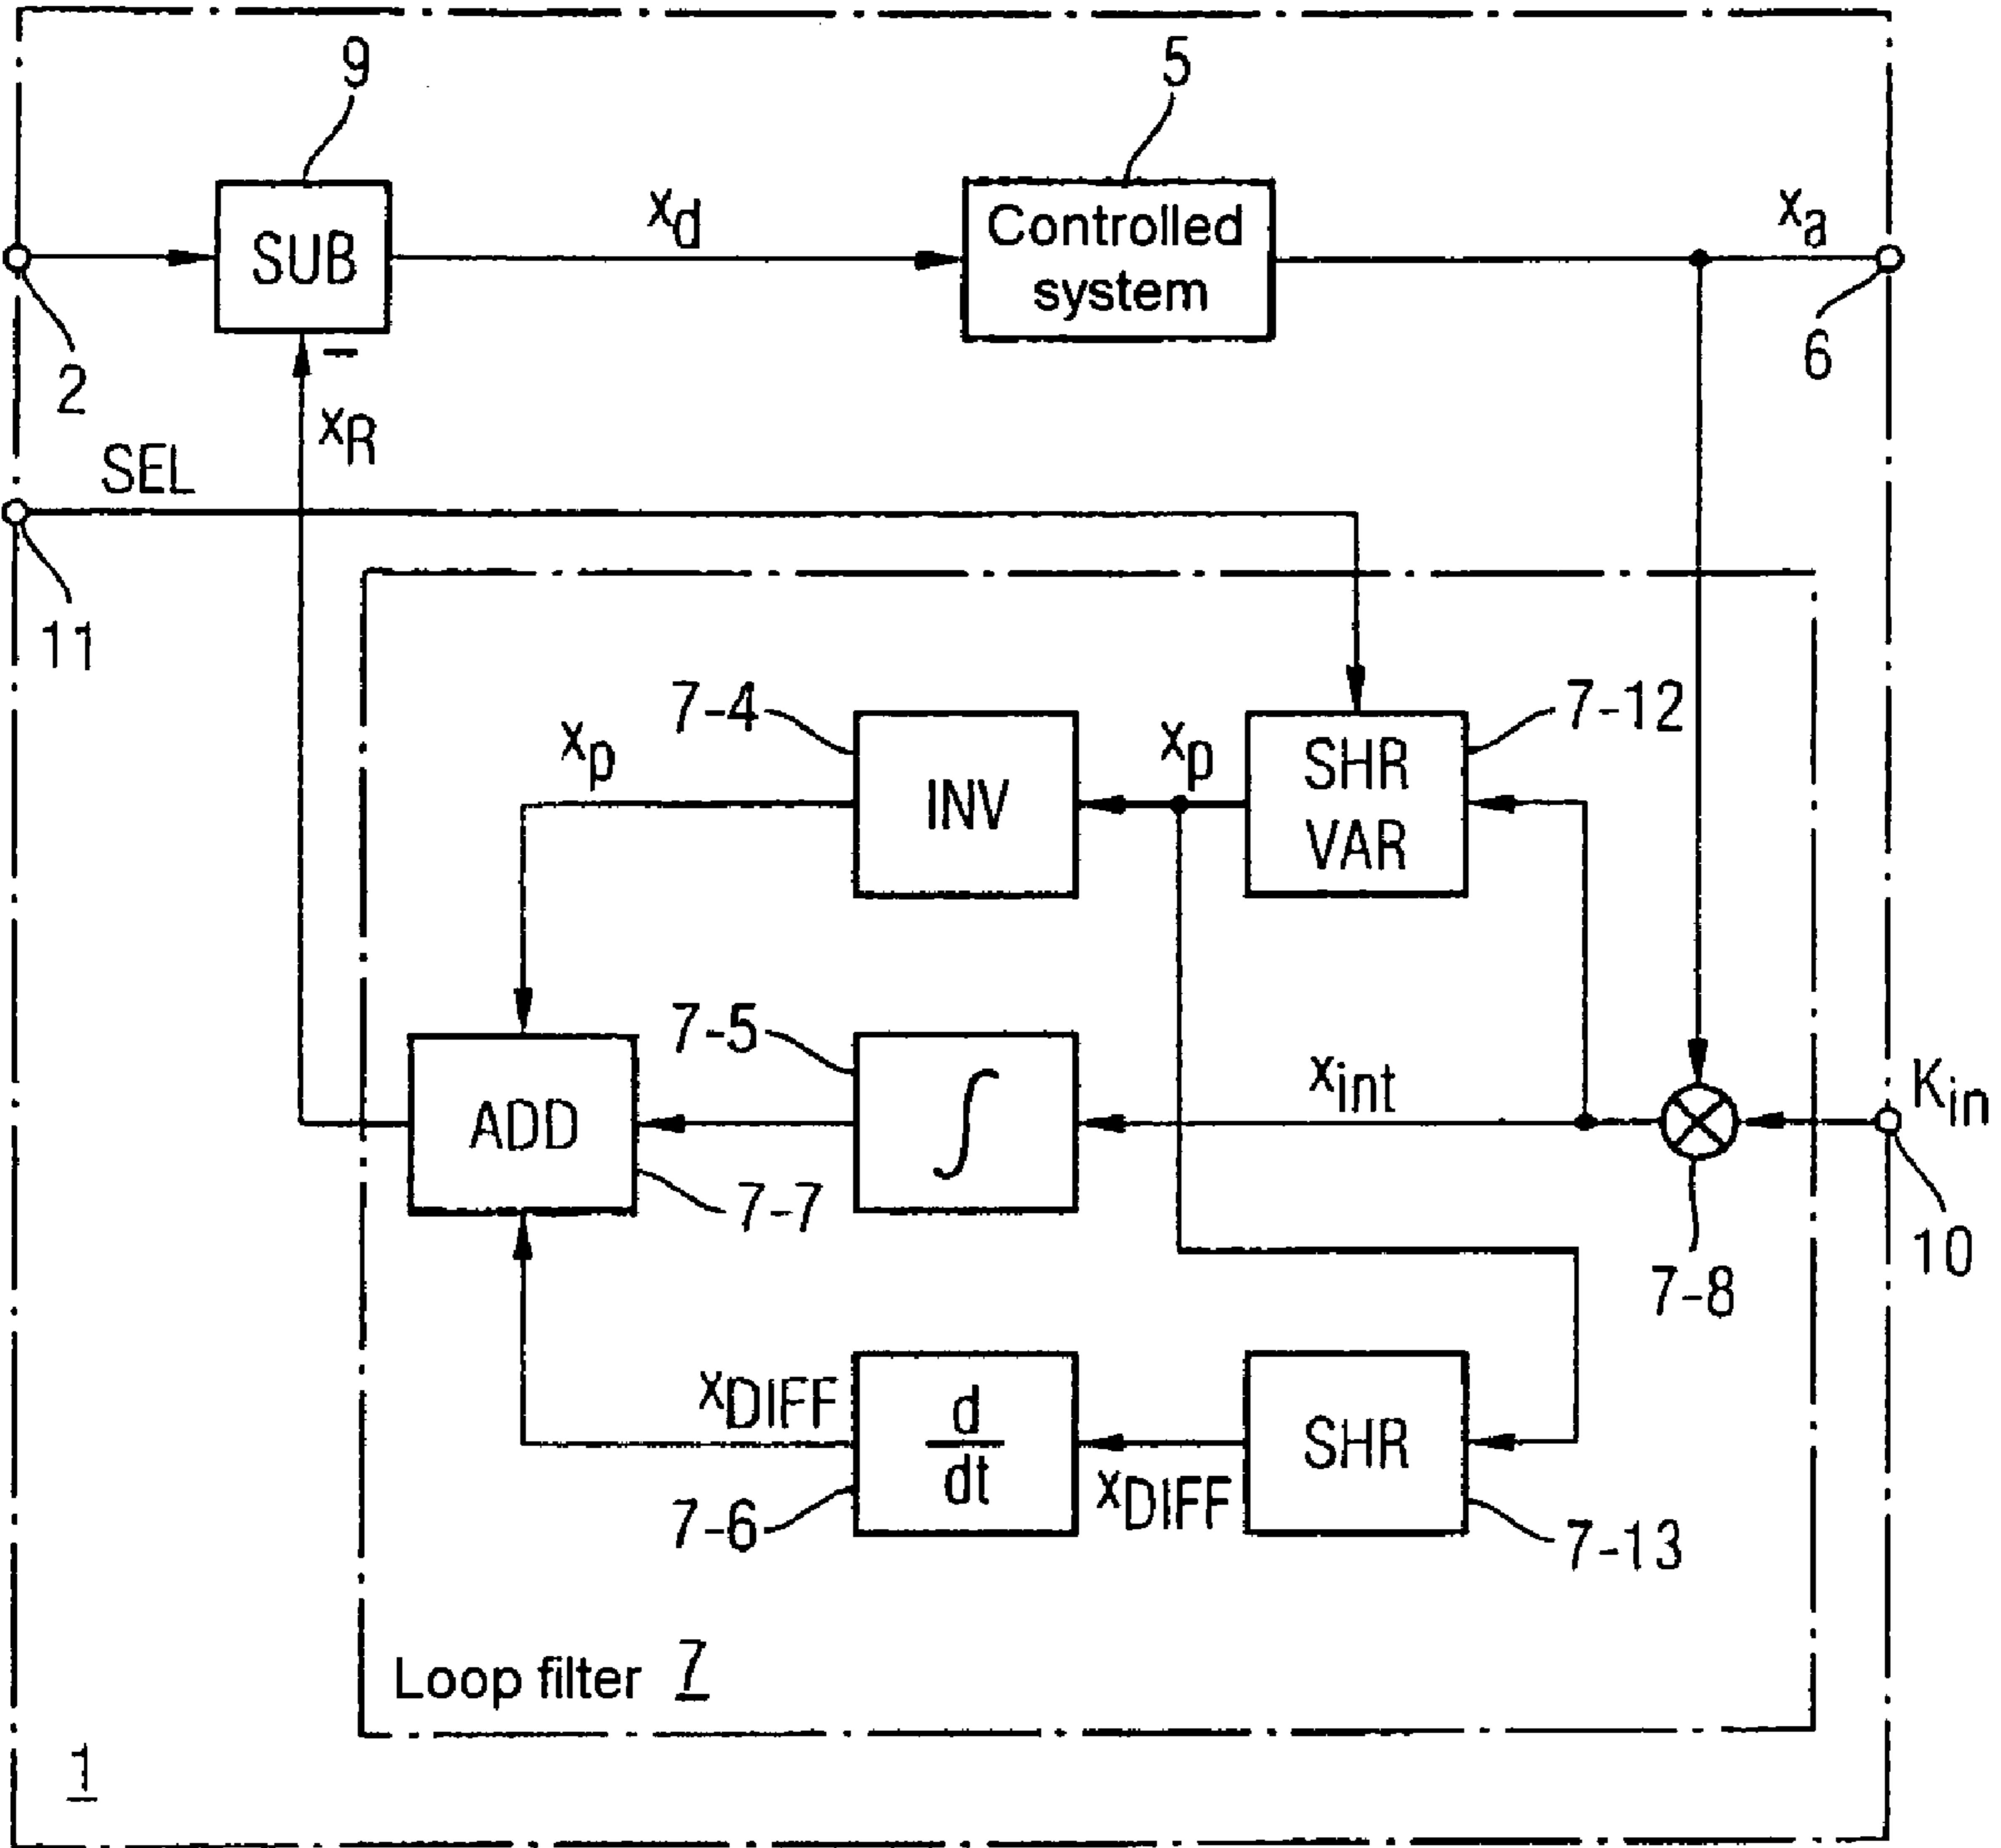 9
5
SUB
x_d
Controlled
system
x_a
2
6
–
x_R
SEL
11
7-4
7-12
x_p
x_p
INV
SHR
VAR
7-5
x_int
K_in
ADD
∫
7-7
10
7-8
x_DIFF
d
dt
SHR
x_DIFF
7-6
7-13
Loop filter 7
1